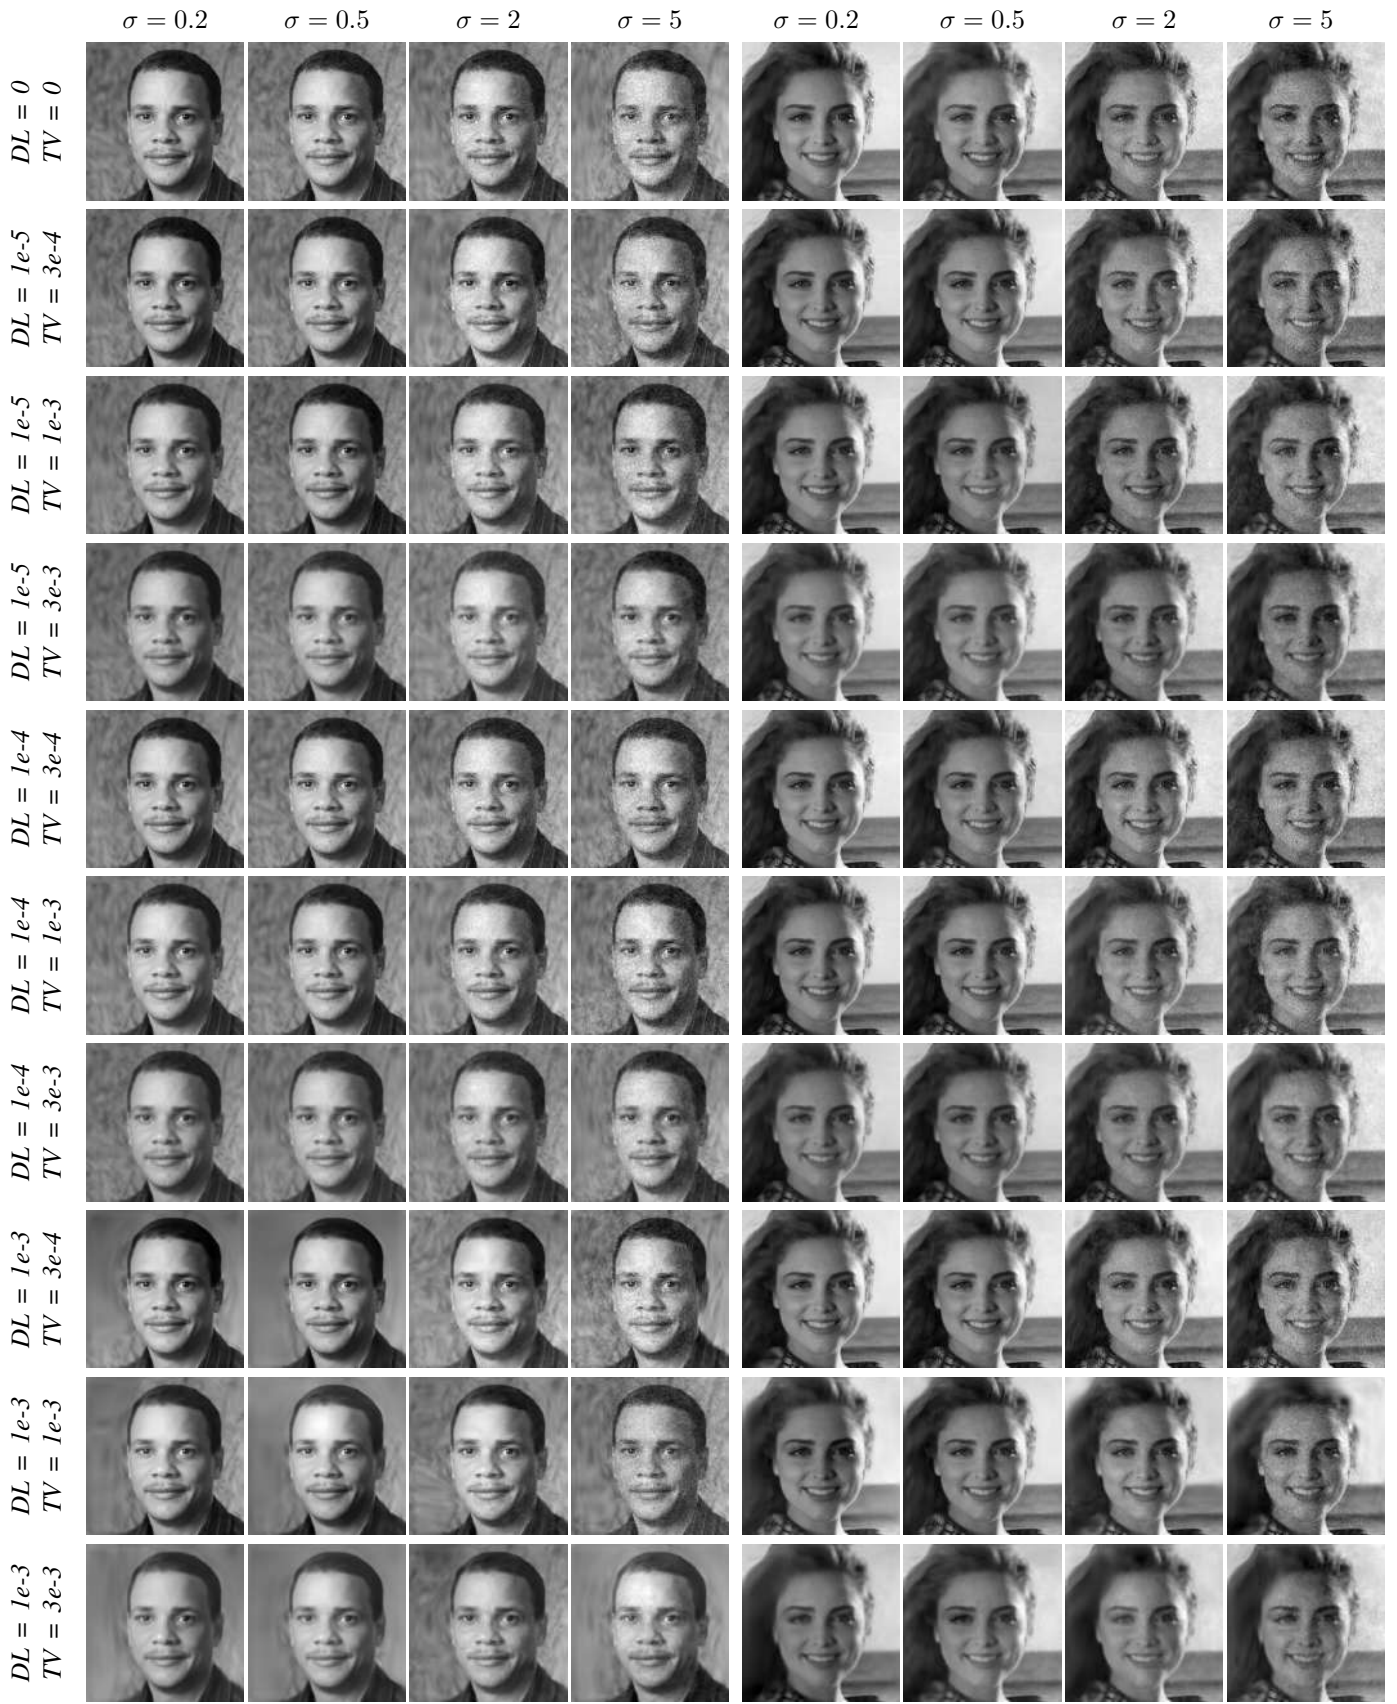 σ = 0.2 σ = 0.5 σ = 2 σ = 5 σ = 0.2 σ = 0.5 σ = 2 σ = 5
DL = 0
TV = 0
DL = 1e-5
TV = 3e-4
DL = 1e-5
TV = 1e-3
DL = 1e-5
TV = 3e-3
DL = 1e-4
TV = 3e-4
DL = 1e-4
TV = 1e-3
DL = 1e-4
TV = 3e-3
DL = 1e-3
TV = 3e-4
DL = 1e-3
TV = 1e-3
DL = 1e-3
TV = 3e-3